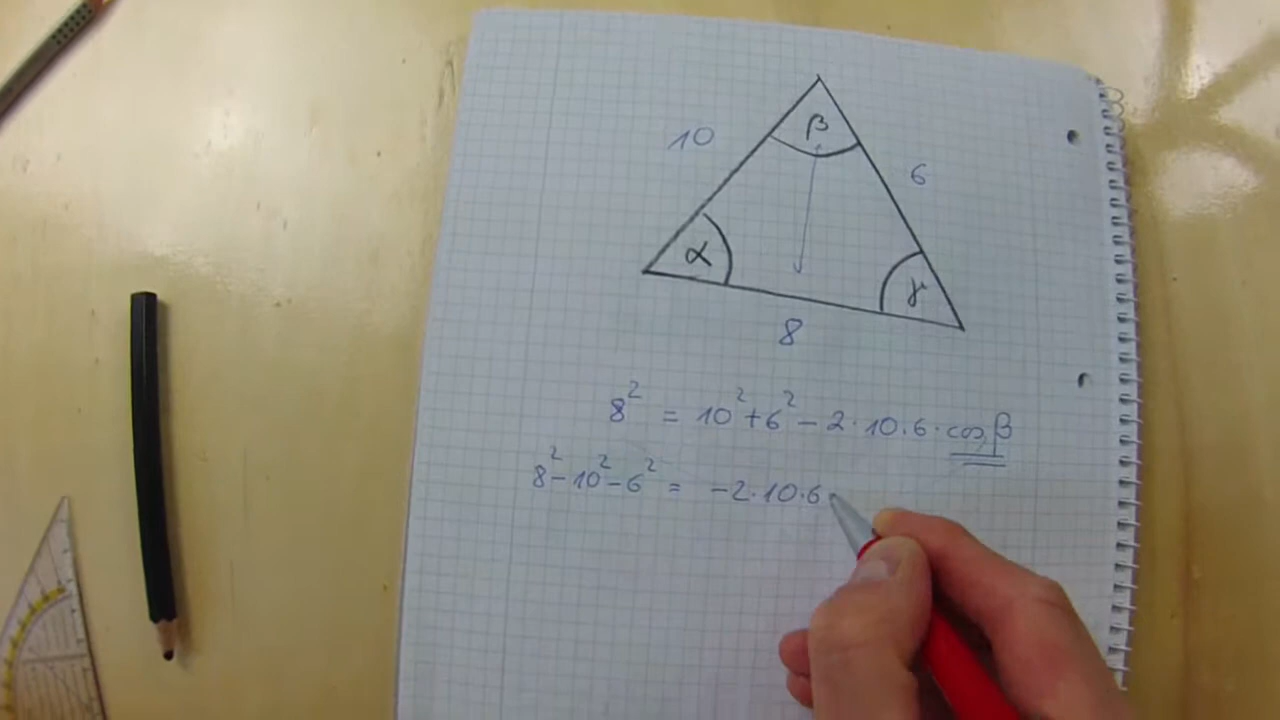 β
10
6
α
γ
8
8² = 10² + 6² - 2 · 10 · 6 · cos β
8² - 10² - 6² = -2 · 10 · 6 ·